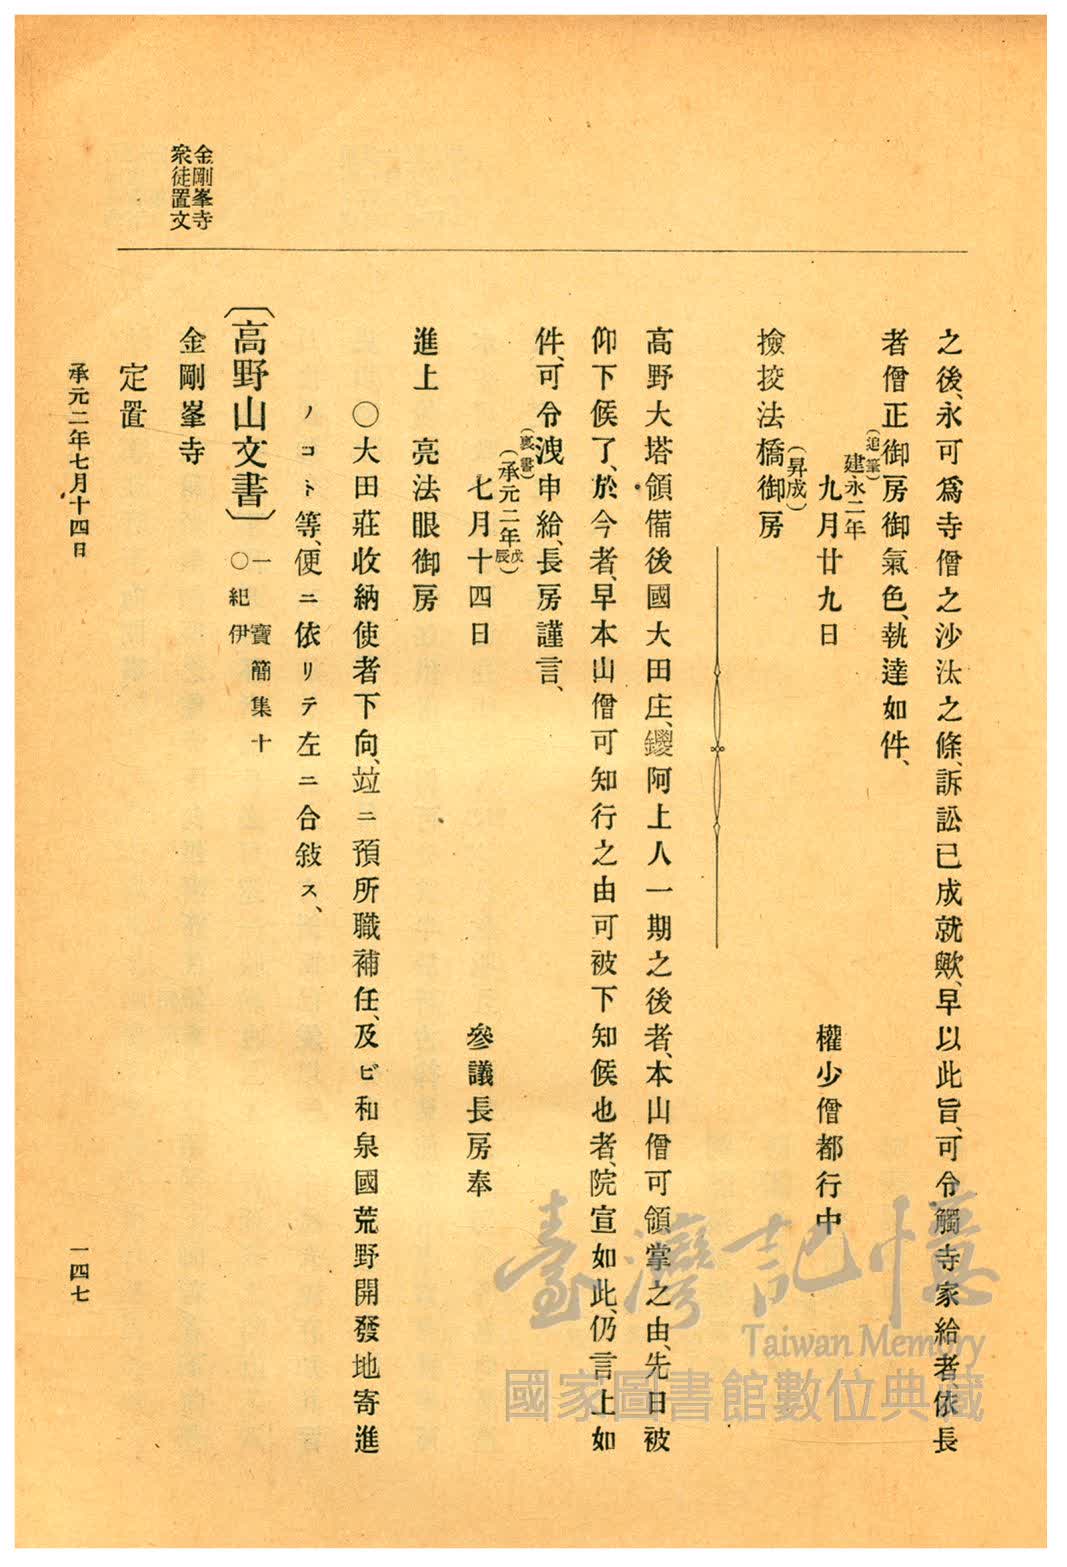 金剛峯寺
衆徒置文
之後、永可爲寺僧之沙汰之條、訴訟已成就歟、早以此旨、可令觸寺家給者、依長
者僧正御房御氣色、執達如件、
(追筆)
建永二年
九月廿九日　權少僧都行中
(昇成)
撿挍法橋御房
高野大塔領備後國大田庄、鑁阿上人一期之後者、本山僧可領掌之由、先日被
仰下候了、於今者、早本山僧可知行之由可被下知候也者、院宣如此、仍言上如
件、可令洩申給、長房謹言、
(裏書)
(承元二年戊辰)
七月十四日　參議長房奉
進上　亮法眼御房
○大田莊收納使者下向、竝ニ預所職補任、及ビ和泉國荒野開發地寄進
ノコト等、便ニ依リテ左ニ合敍ス、
〔高野山文書〕
寶簡集十
一
○紀伊
金剛峯寺
定置
承元二年七月十四日
一四七
臺灣記憶
Taiwan Memory
國家圖書館數位典藏